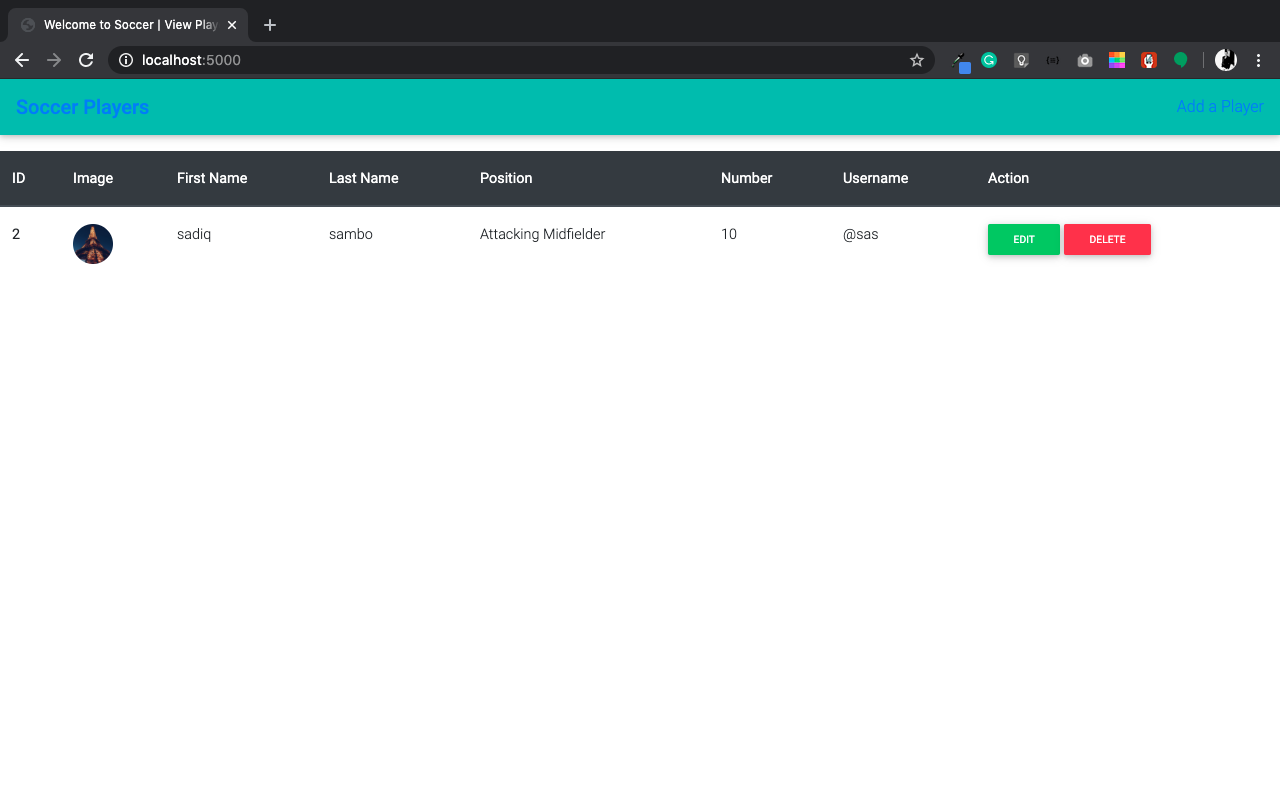 Welcome to Soccer | View Play
localhost:5000
Soccer Players
Add a Player
ID Image First Name Last Name Position Number Username Action
2 sadiq sambo Attacking Midfielder 10 @sas EDIT DELETE